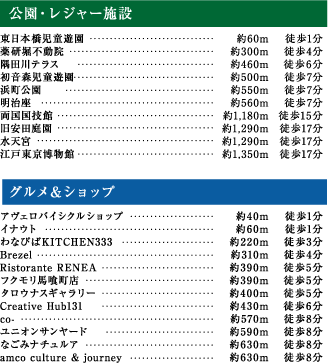 公園・レジャー施設
東日本橋児童遊園 ……………………… 約60m 徒歩1分
薬研堀不動院 ……………………… 約300m 徒歩4分
隅田川テラス ……………………… 約460m 徒歩6分
初音森児童遊園……………………… 約500m 徒歩7分
浜町公園 ……………………… 約550m 徒歩7分
明治座 ……………………… 約560m 徒歩7分
両国国技館 ……………………… 約1,180m 徒歩15分
旧安田庭園 ……………………… 約1,290m 徒歩17分
水天宮 ……………………… 約1,290m 徒歩17分
江戸東京博物館……………………… 約1,350m 徒歩17分
グルメ&ショップ
アヴェロバイシクルショップ ……………… 約40m 徒歩1分
イナウト ……………………… 約60m 徒歩1分
わなびばKITCHEN333 ……………… 約220m 徒歩3分
Brezel ……………………… 約310m 徒歩4分
Ristorante RENEA ……………………… 約390m 徒歩5分
フクモリ馬喰町店 ……………………… 約390m 徒歩5分
タロウナスギャラリー ……………………… 約400m 徒歩5分
Creative Hub131 ……………………… 約430m 徒歩6分
co- ……………………… 約570m 徒歩8分
ユニオンサンヤード ……………………… 約590m 徒歩8分
なごみナチュルア ……………………… 約630m 徒歩8分
amco culture & journey ……………… 約630m 徒歩8分